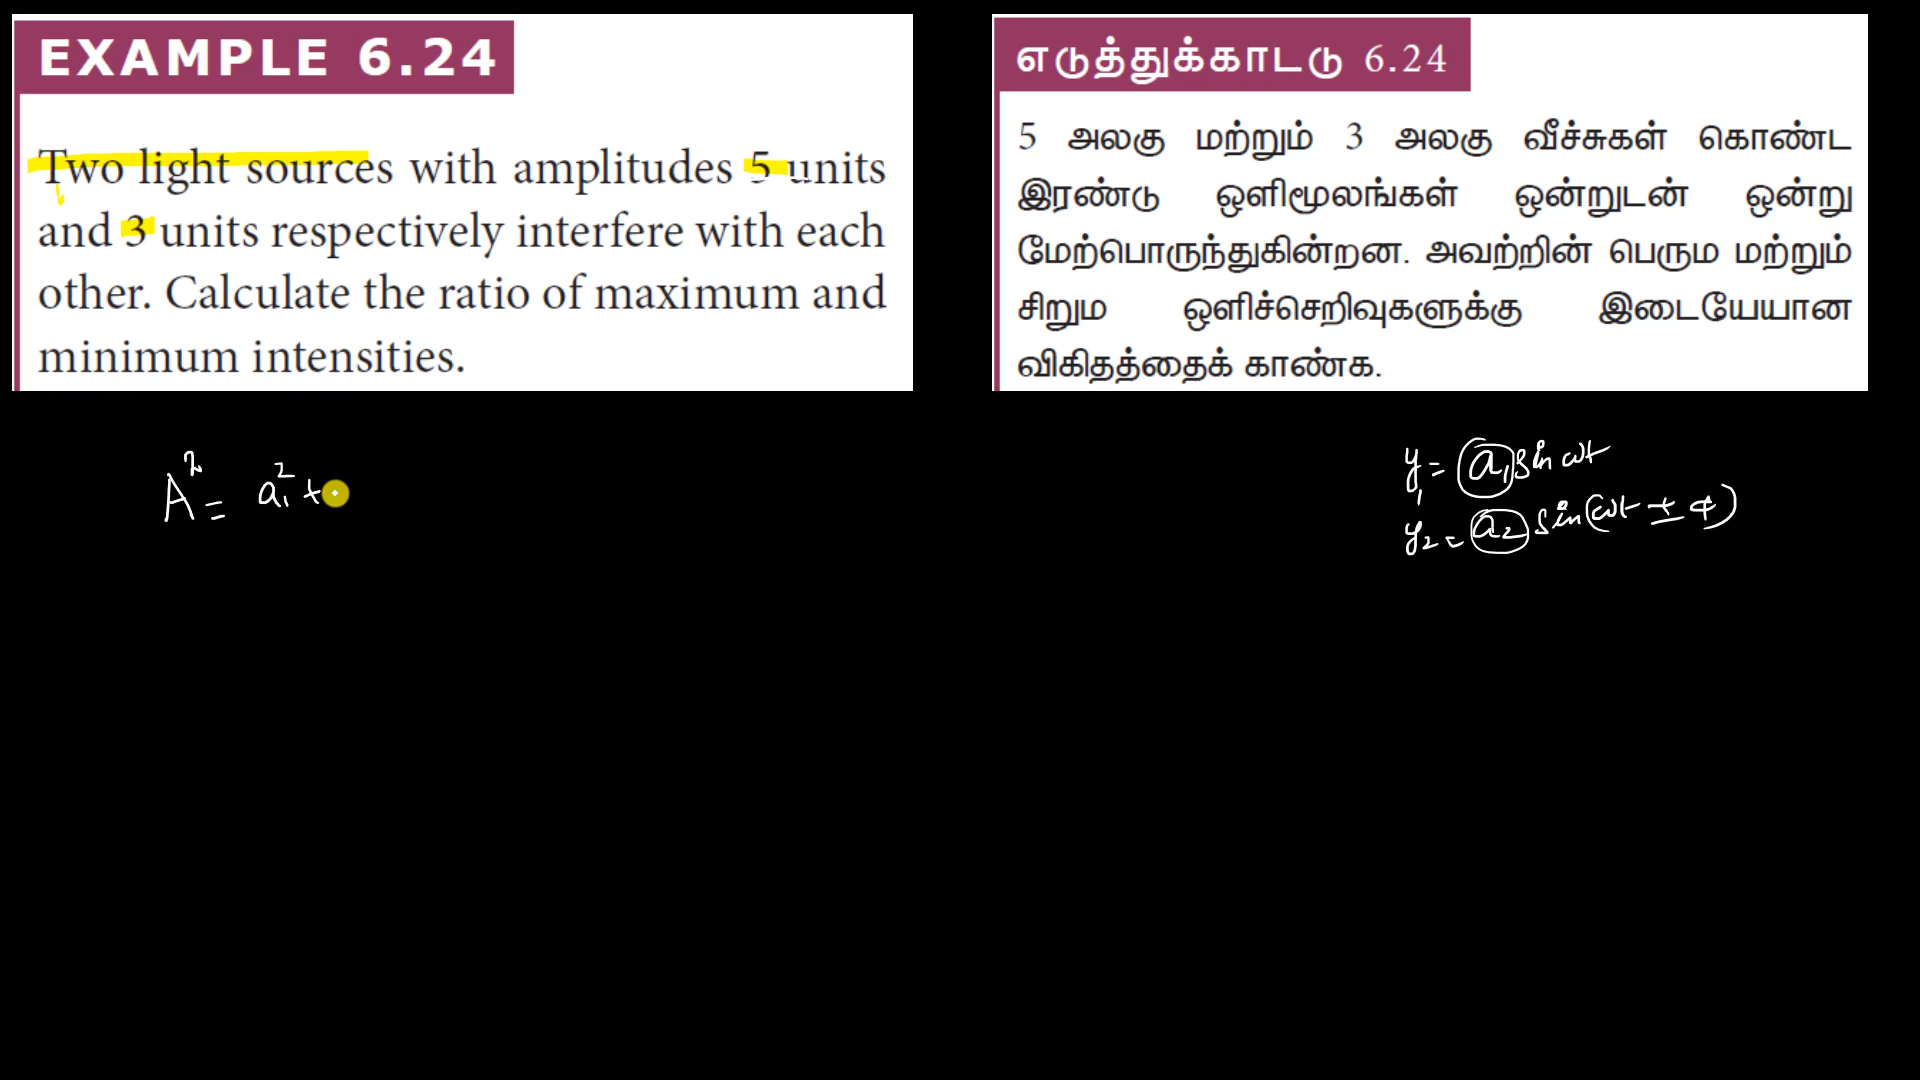 EXAMPLE 6.24
Two light sources with amplitudes 5 units
and 3 units respectively interfere with each
other. Calculate the ratio of maximum and
minimum intensities.
எடுத்துக்காடடு 6.24
5 அலகு மற்றும் 3 அலகு வீச்சுகள் கொண்ட
இரண்டு ஒளிமூலங்கள் ஒன்றுடன் ஒன்று
மேற்பொருந்துகின்றன. அவற்றின் பெரும மற்றும்
சிறும ஒளிச்செறிவுகளுக்கு இடையேயான
விகிதத்தைக் காண்க.
A² = a₁² +
y₁ = a₁ sin ωt
y₂ = a₂ sin(ωt ± φ)